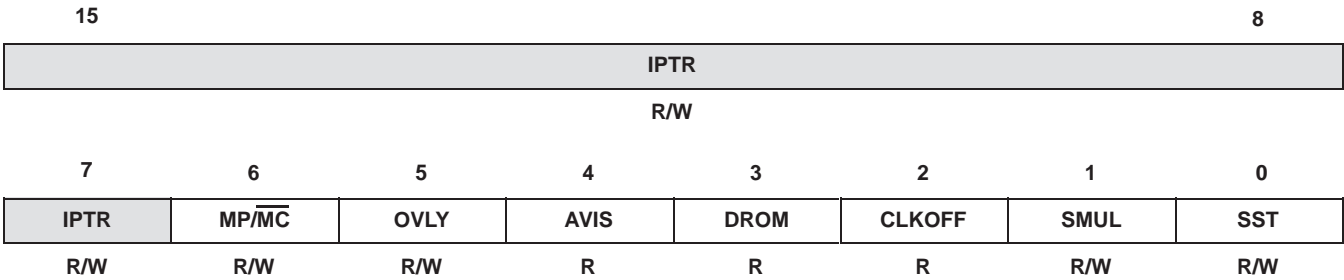 15 8
IPTR
R/W
7 6 5 4 3 2 1 0
IPTR MP/M̅C̅ OVLY AVIS DROM CLKOFF SMUL SST
R/W R/W R/W R R R R/W R/W